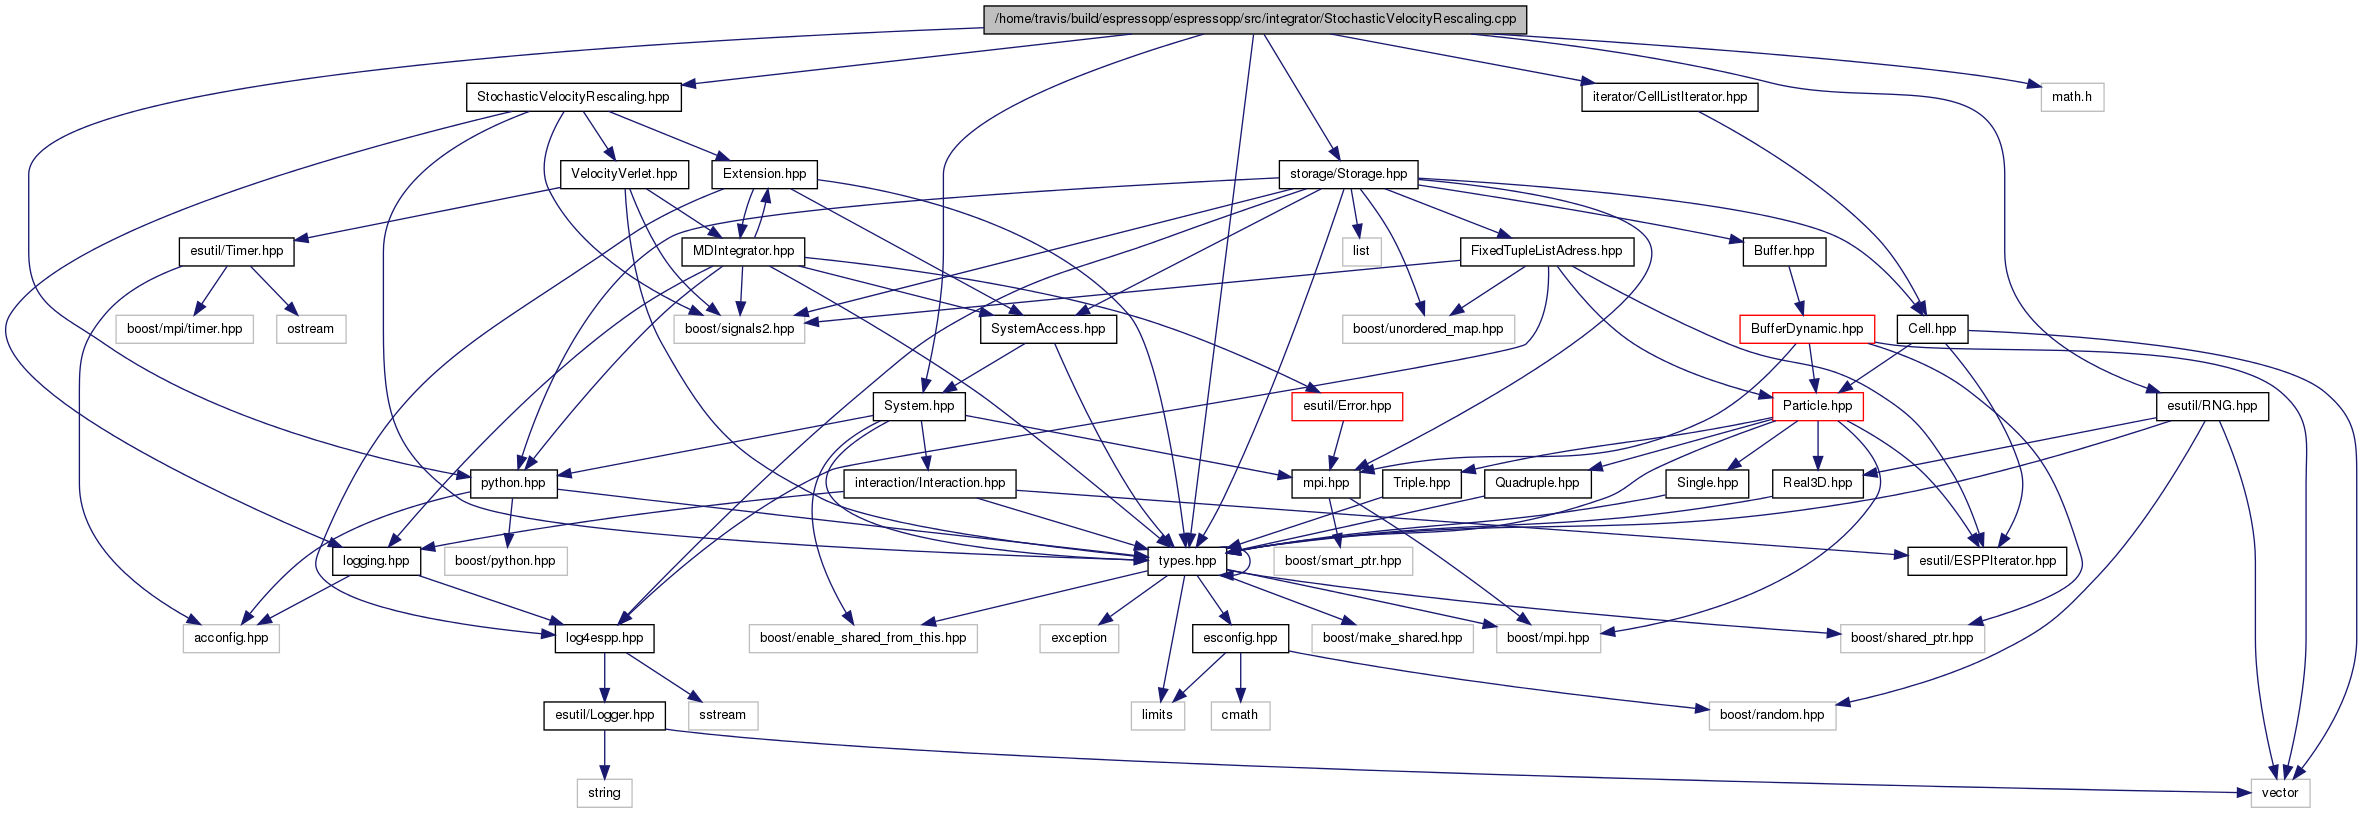 /home/travis/build/espressopp/espressopp/src/integrator/StochasticVelocityRescaling.cpp
StochasticVelocityRescaling.hpp
iterator/CellListIterator.hpp
math.h
VelocityVerlet.hpp
Extension.hpp
storage/Storage.hpp
esutil/Timer.hpp
MDIntegrator.hpp
list
FixedTupleListAdress.hpp
Buffer.hpp
boost/mpi/timer.hpp
ostream
boost/signals2.hpp
SystemAccess.hpp
boost/unordered_map.hpp
BufferDynamic.hpp
Cell.hpp
System.hpp
esutil/Error.hpp
Particle.hpp
esutil/RNG.hpp
python.hpp
interaction/Interaction.hpp
mpi.hpp
Triple.hpp
Quadruple.hpp
Single.hpp
Real3D.hpp
logging.hpp
boost/python.hpp
types.hpp
boost/smart_ptr.hpp
esutil/ESPPIterator.hpp
acconfig.hpp
log4espp.hpp
boost/enable_shared_from_this.hpp
exception
esconfig.hpp
boost/make_shared.hpp
boost/mpi.hpp
boost/shared_ptr.hpp
esutil/Logger.hpp
sstream
limits
cmath
boost/random.hpp
string
vector